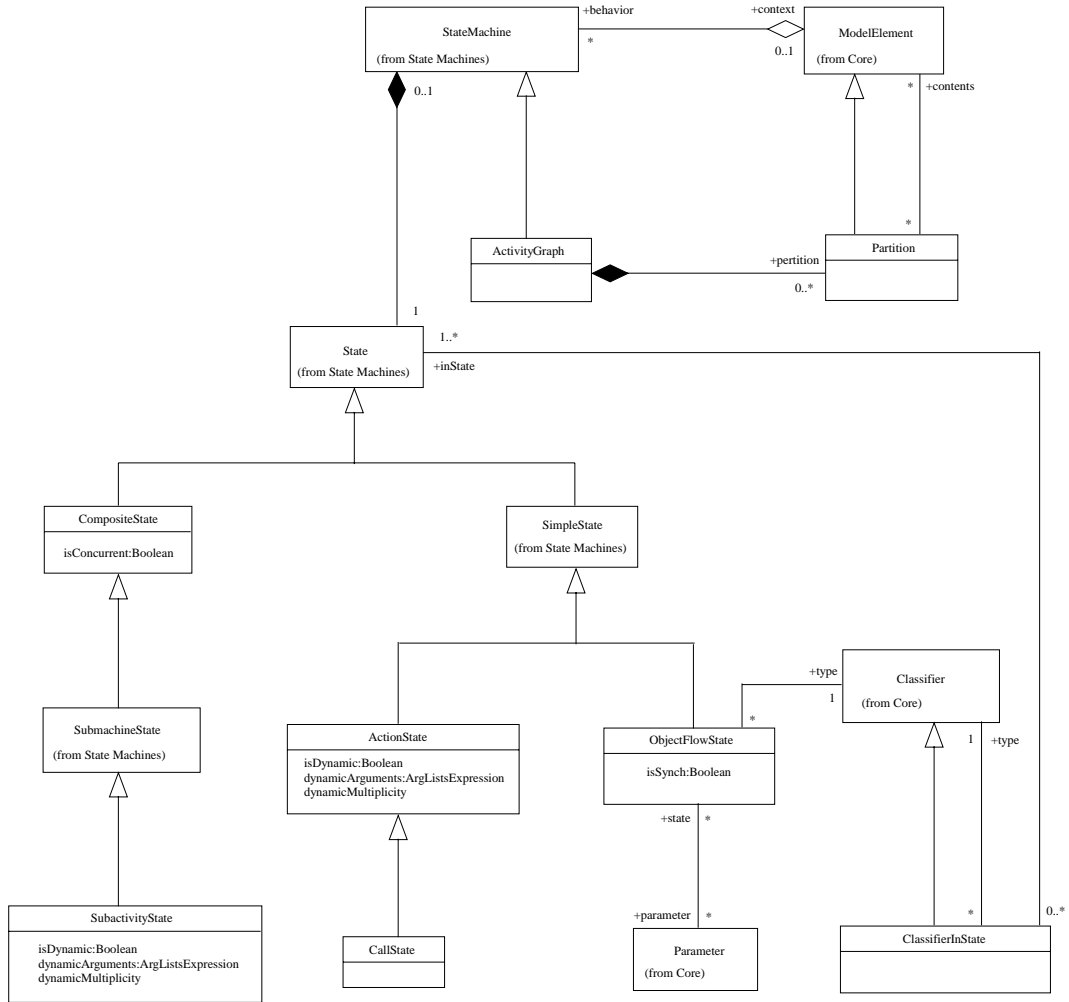 +behavior
+context
StateMachine
ModelElement
(from State Machines)
*
0..1
(from Core)
0..1
*
+contents
*
ActivityGraph
Partition
+pertition
0..*
1
1..*
State
+inState
(from State Machines)
CompositeState
isConcurrent:Boolean
SimpleState
(from State Machines)
+type
Classifier
1
(from Core)
SubmachineState
(from State Machines)
ActionState
isDynamic:Boolean
dynamicArguments:ArgListsExpression
dynamicMultiplicity
*
ObjectFlowState
isSynch:Boolean
1
+type
+state
*
SubactivityState
isDynamic:Boolean
dynamicArguments:ArgListsExpression
dynamicMultiplicity
CallState
+parameter
*
Parameter
(from Core)
*
0..*
ClassifierInState